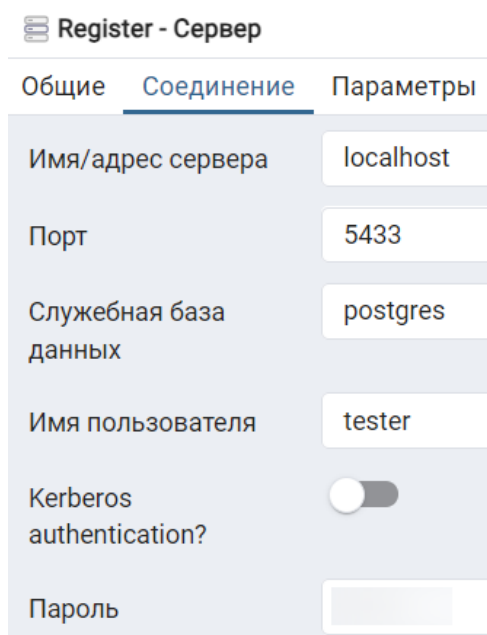 Register - Сервер
Общие Соединение Параметры
Имя/адрес сервера localhost
Порт 5433
Служебная база postgres
данных
Имя пользователя tester
Kerberos
authentication?
Пароль